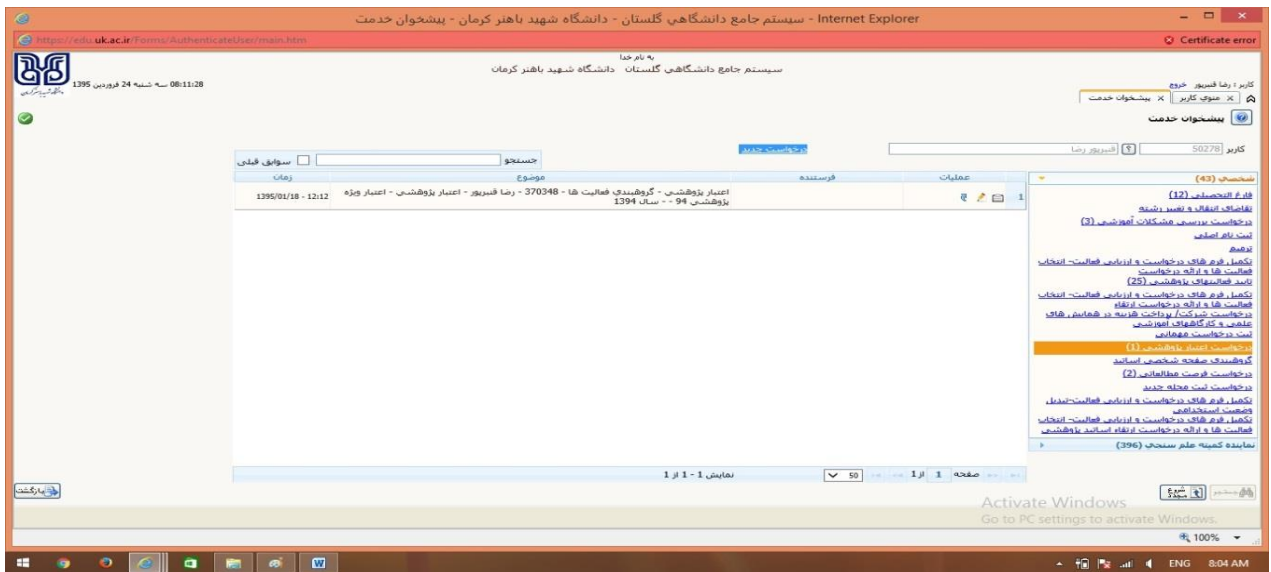 سيستم جامع دانشگاهي گلستان - دانشگاه شهید باهنر کرمان - پیشخوان خدمت - Internet Explorer
https://edu.uk.ac.ir/Forms/AuthenticateUser/main.htm
Certificate error
به نام خدا
سیستم جامع دانشگاهی گلستان دانشگاه شهید باهنر کرمان
08:11:28 سه شنبه 24 فروردین 1395
کاربر : رضا قنبرپور خروج
منوي کاربر x پیشخوان خدمت x
پیشخوان خدمت
کاربر 50278 ? قنبرپور رضا
درخواست جدید
جستجو
سوابق قبلی
عملیات
فرستنده
موضوع
زمان
1
اعتبار پژوهشی - گروهبندي فعالیت ها - 370348 - رضا قنبرپور - اعتبار پژوهشی - اعتبار ویژه
پژوهشی 94 - - سال 1394
1395/01/18 - 12:12
شخصي (43)
فارغ التحصیلی (12)
تقاضای انتقال و تغییر رشته
درخواست بررسی مشکلات آموزشی (3)
ثبت نام اصلی
ترمیم
تکمیل فرم های درخواست و ارزیابی فعالیت- انتخاب
فعالیت ها و ارائه درخواست
تایید فعالیتهای پژوهشی (25)
تکمیل فرم های درخواست و ارزیابی فعالیت- انتخاب
فعالیت ها و ارائه درخواست ارتقاء
درخواست شرکت/ پرداخت هزینه در همایش های
علمی و کارگاههای آموزشی
ثبت درخواست مهمانی
درخواست اعتبار پژوهشی (1)
گروهبندی صفحه شخصی اساتید
درخواست فرصت مطالعاتی (2)
درخواست ثبت مجله جدید
تکمیل فرم های درخواست و ارزیابی فعالیت-تبدیل
وضعیت استخدامی
تکمیل فرم های درخواست و ارزیابی فعالیت- انتخاب
فعالیت ها و ارائه درخواست ارتقاء اساتید پژوهشی
نماینده کمیته علم سنجی (396)
صفحه 1 از 1
50
نمایش 1 - 1 از 1
جستجو
شروع مجدد
بازگشت
Activate Windows
Go to PC settings to activate Windows.
100%
ENG 8:04 AM